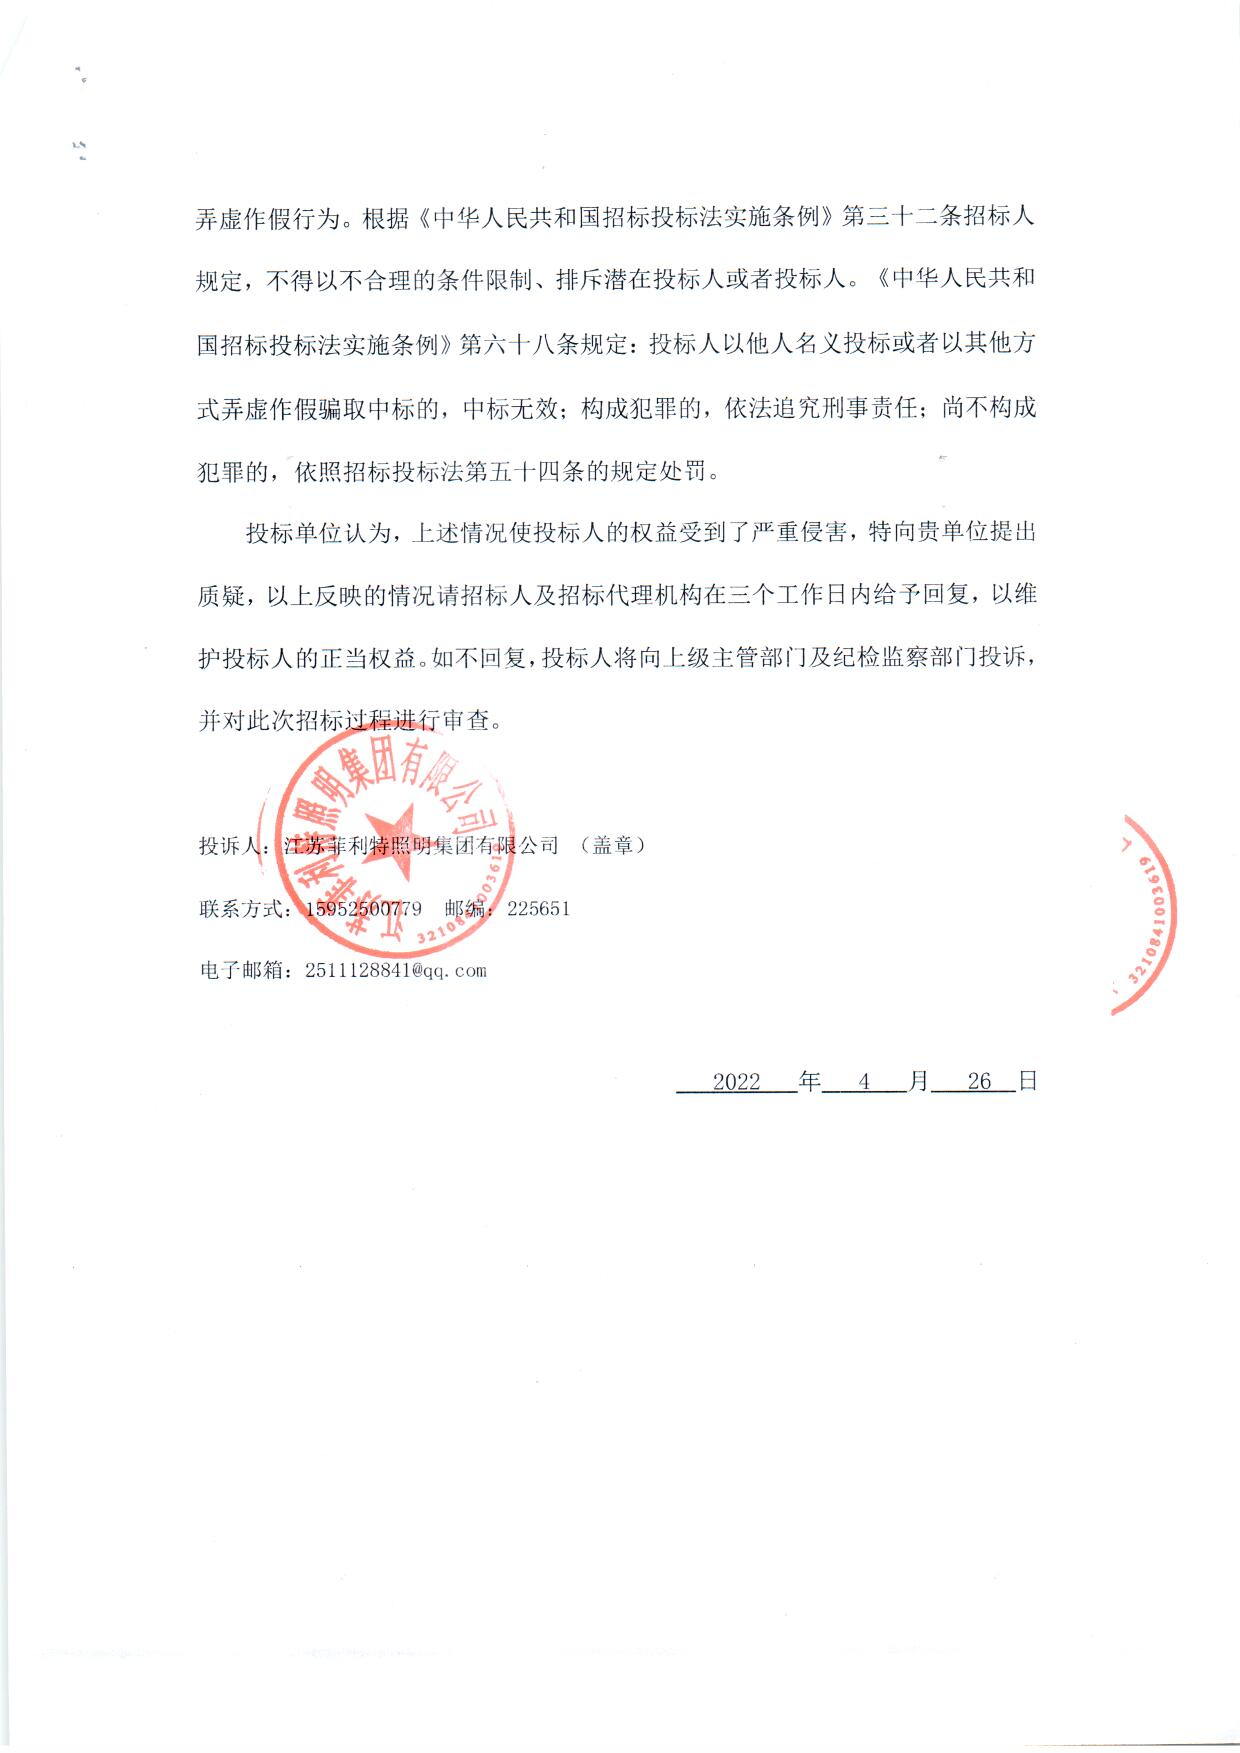 弄虚作假行为。根据《中华人民共和国招标投标法实施条例》第三十二条招标人
规定，不得以不合理的条件限制、排斥潜在投标人或者投标人。《中华人民共和
国招标投标法实施条例》第六十八条规定：投标人以他人名义投标或者以其他方
式弄虚作假骗取中标的，中标无效；构成犯罪的，依法追究刑事责任；尚不构成
犯罪的，依照招标投标法第五十四条的规定处罚。
投标单位认为，上述情况使投标人的权益受到了严重侵害，特向贵单位提出
质疑，以上反映的情况请招标人及招标代理机构在三个工作日内给予回复，以维
护投标人的正当权益。如不回复，投标人将向上级主管部门及纪检监察部门投诉，
并对此次招标过程进行审查。
江苏菲利特照明集团有限公司
3210841003619
投诉人：江苏菲利特照明集团有限公司 （盖章）
联系方式：15952500779 邮编：225651
电子邮箱：2511128841@qq.com
3210841003619
2022 年 4 月 26 日